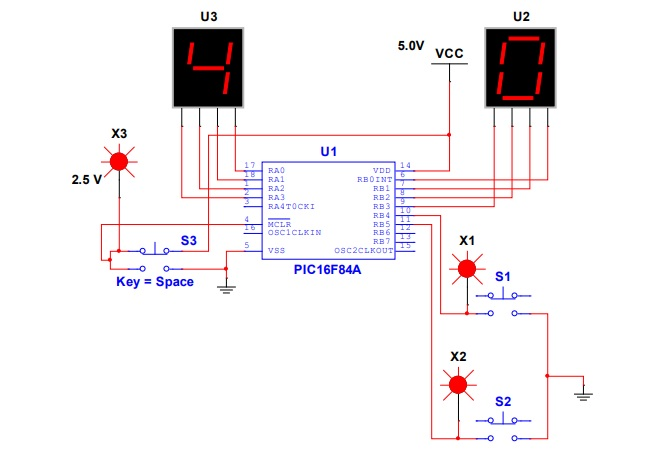 U3
U2
5.0V
VCC
4
0
X3
2.5 V
U1
17 RA0
18 RA1
1 RA2
2 RA3
3 RA4T0CKI
4 MCLR
16 OSC1CLKIN
5 VSS
VDD 14
RB0INT 6
RB1 7
RB2 8
RB3 9
RB4 10
RB5 11
RB6 12
RB7 13
OSC2CLKOUT 15
PIC16F84A
S3
Key = Space
X1
S1
X2
S2